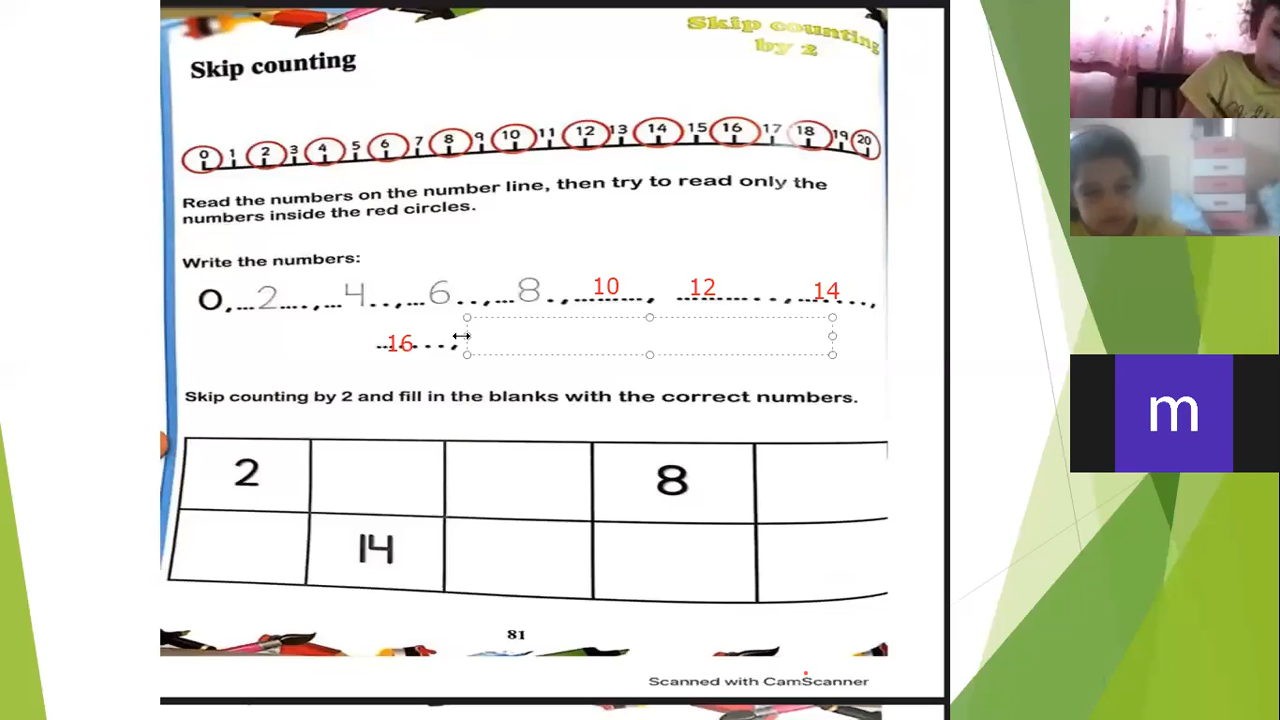 Skip counting
by 2
Skip counting
0 1 2 3 4 5 6 7 8 9 10 11 12 13 14 15 16 17 18 19 20
Read the numbers on the number line, then try to read only the
numbers inside the red circles.
Write the numbers:
0,...2....,...4..,...6..,...8.,..10......, ...12......,...14....,
...16....,
Skip counting by 2 and fill in the blanks with the correct numbers.
2 8
14
81
Scanned with CamScanner
m